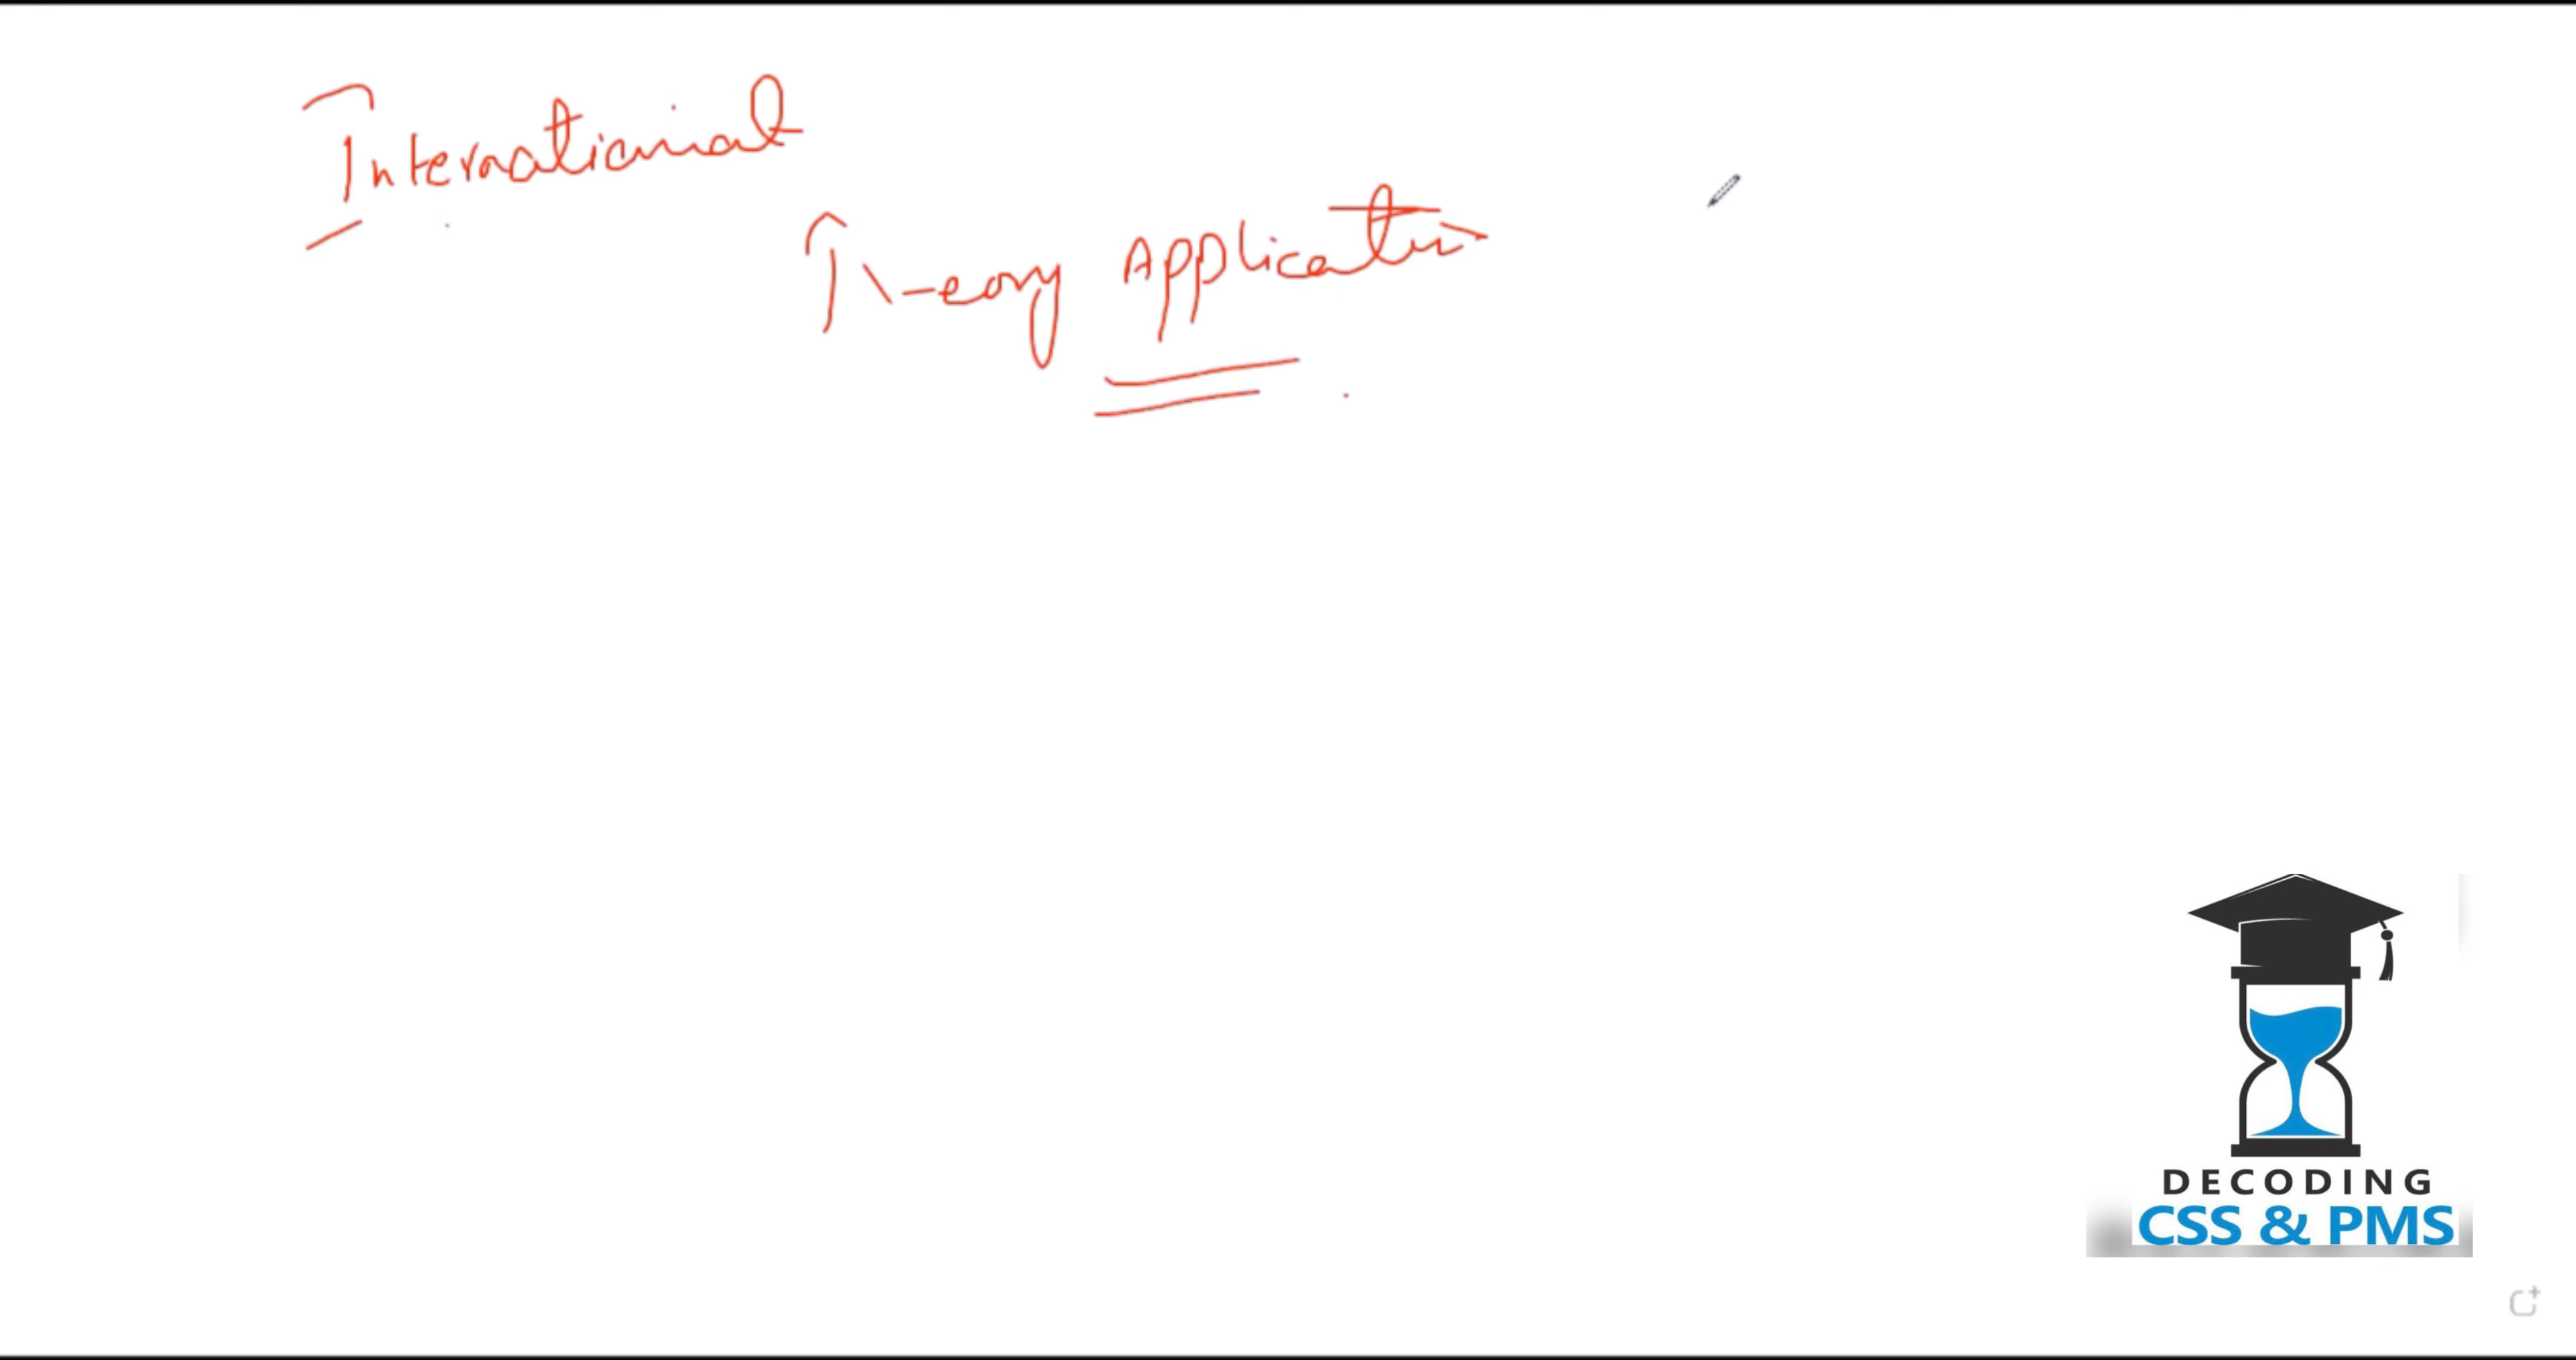 International
Theory Application
DECODING
CSS & PMS